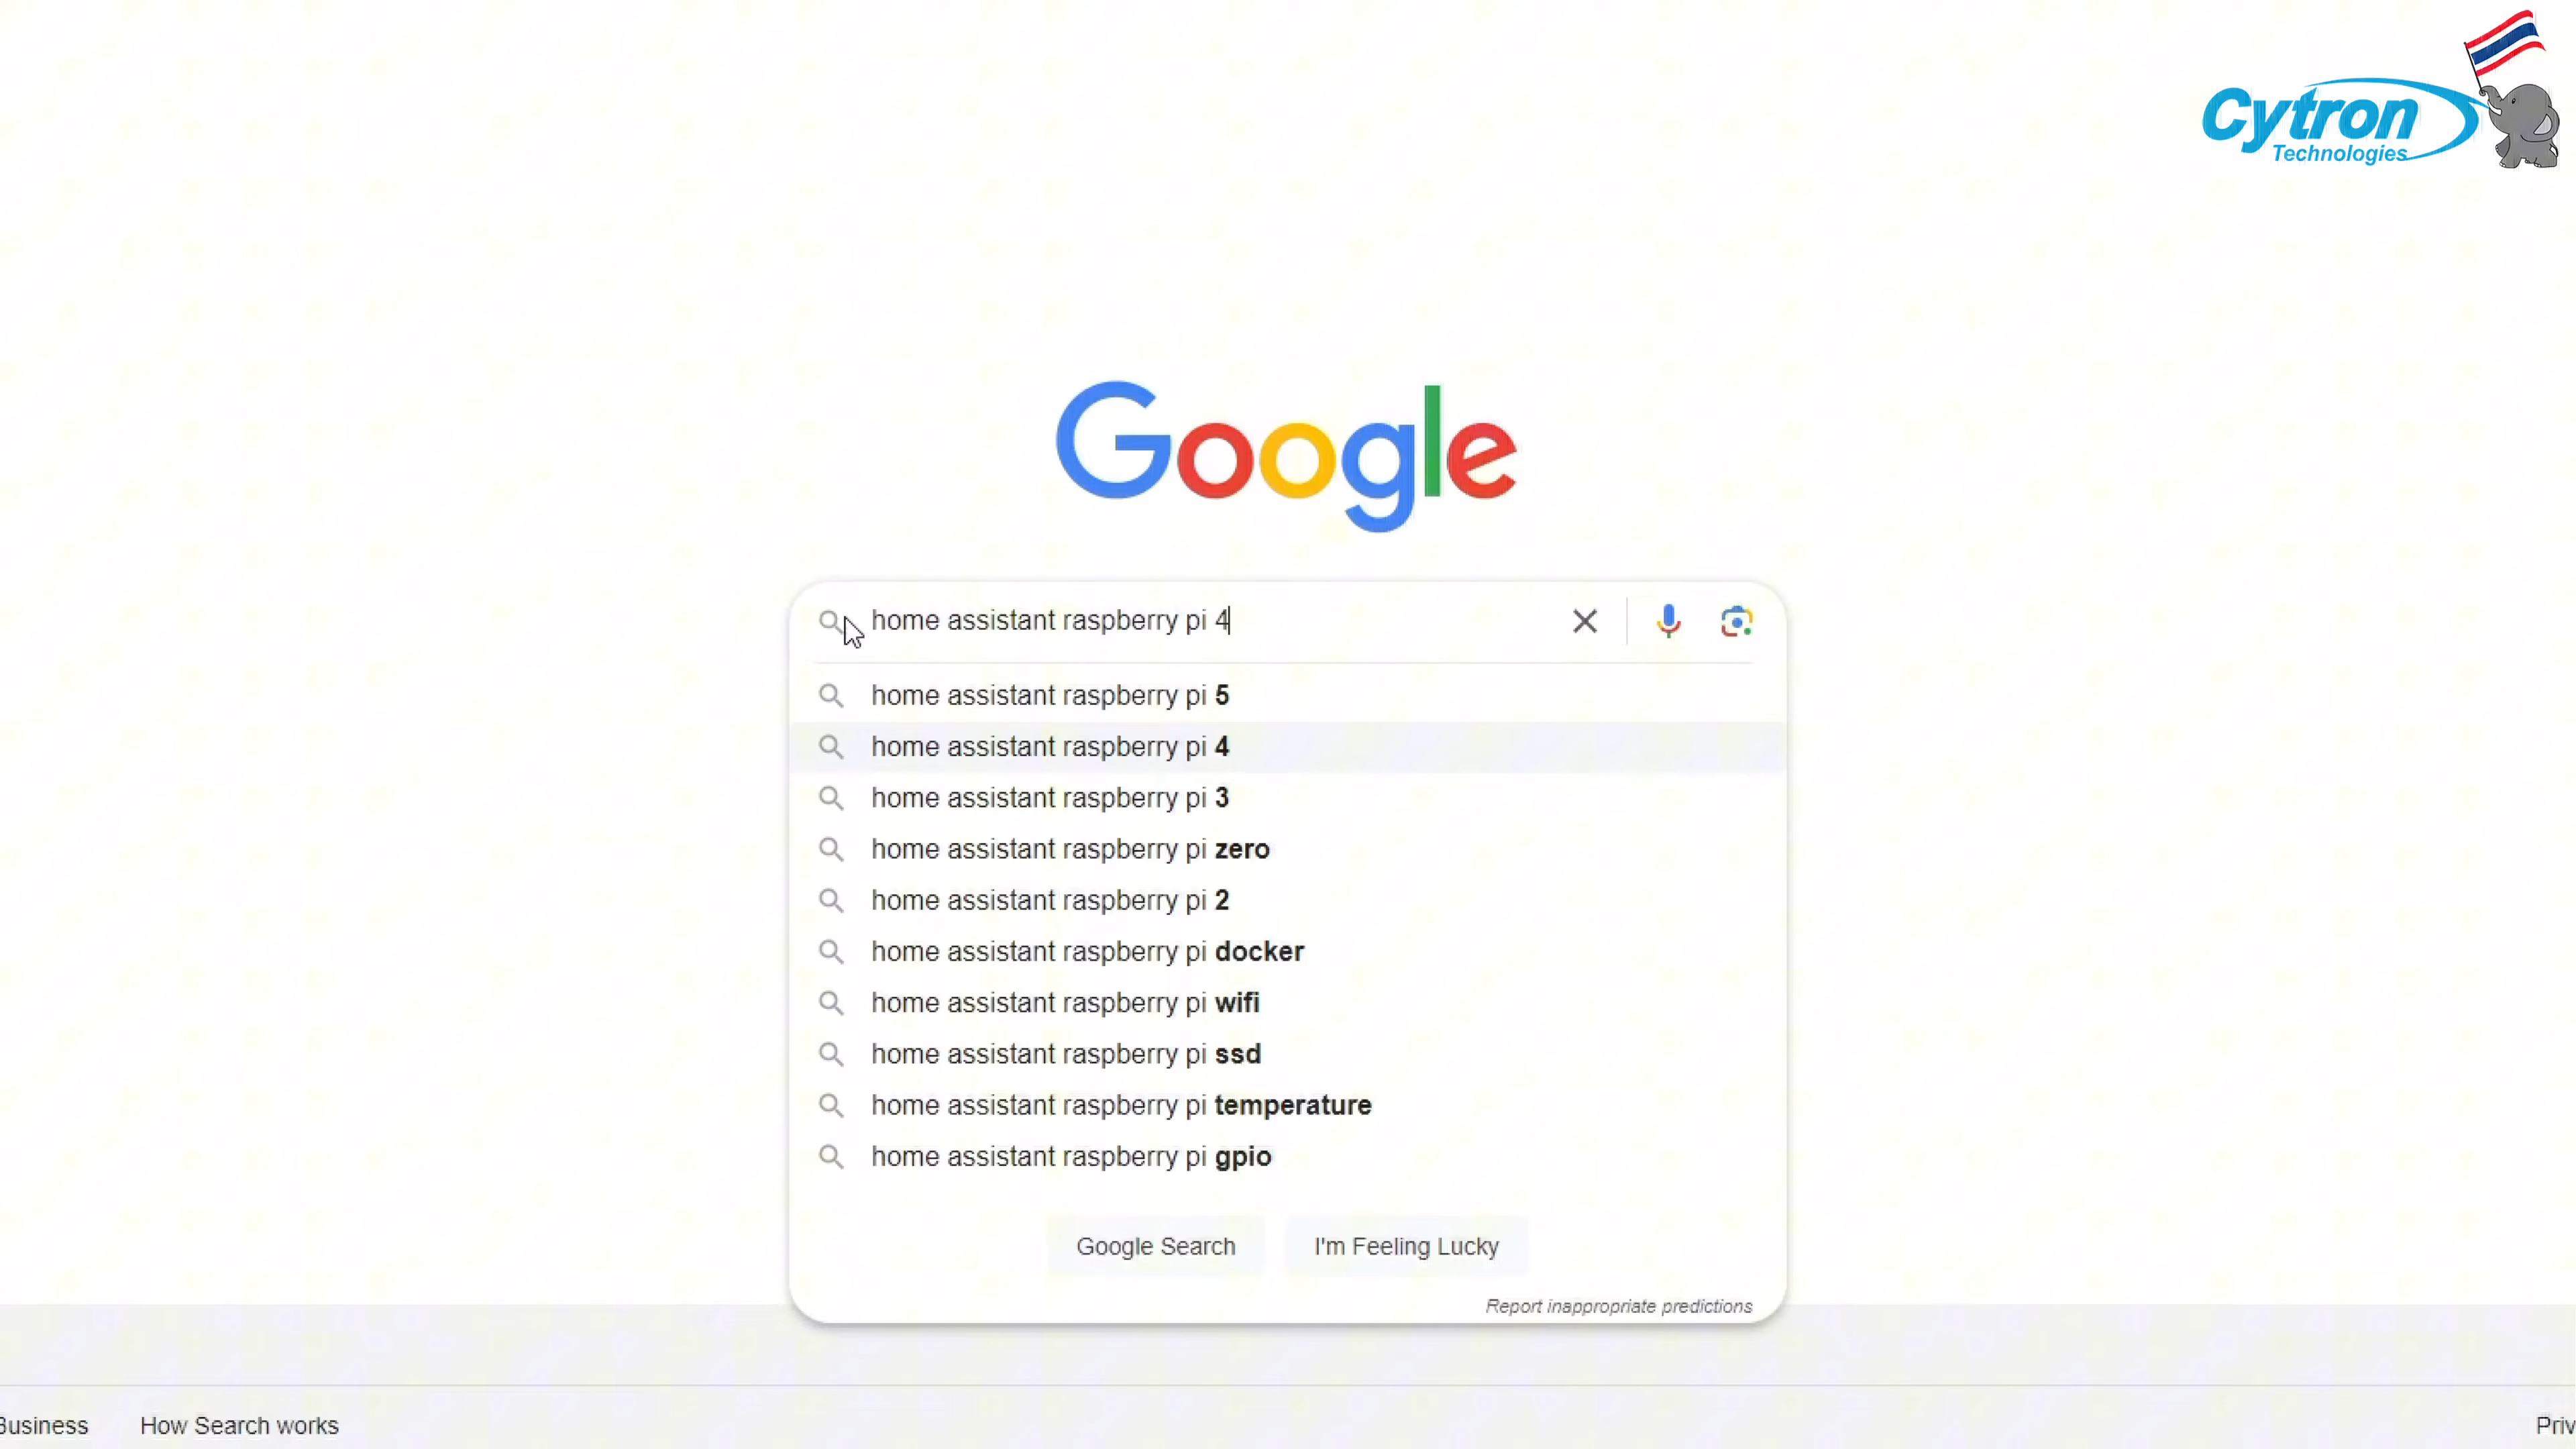 Cytron
Technologies
Google
home assistant raspberry pi 4
home assistant raspberry pi 5
home assistant raspberry pi 4
home assistant raspberry pi 3
home assistant raspberry pi zero
home assistant raspberry pi 2
home assistant raspberry pi docker
home assistant raspberry pi wifi
home assistant raspberry pi ssd
home assistant raspberry pi temperature
home assistant raspberry pi gpio
Google Search
I'm Feeling Lucky
Report inappropriate predictions
Business
How Search works
Priv